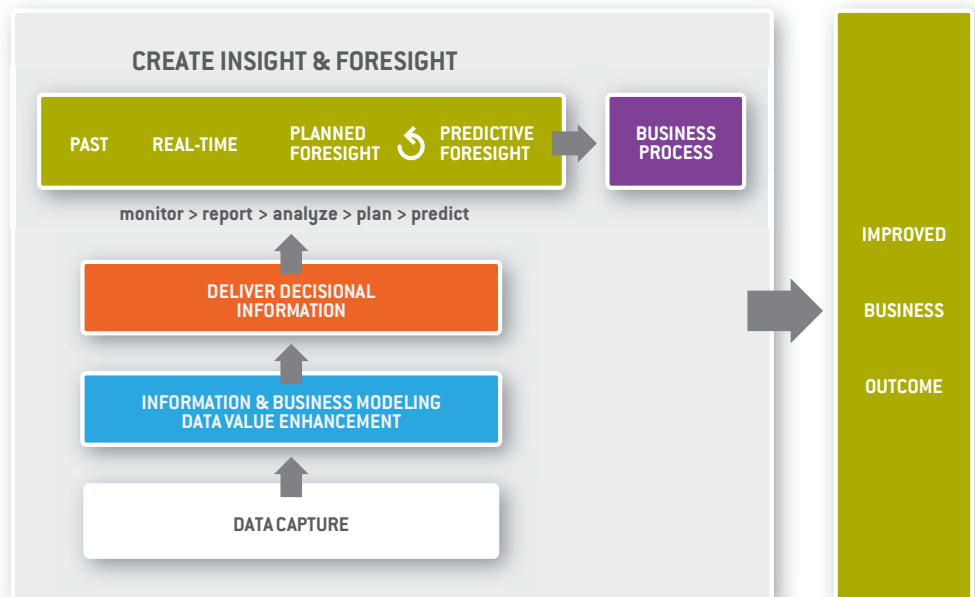 CREATE INSIGHT & FORESIGHT
PAST
REAL-TIME
PLANNED
FORESIGHT
PREDICTIVE
FORESIGHT
BUSINESS
PROCESS
monitor > report > analyze > plan > predict
DELIVER DECISIONAL
INFORMATION
INFORMATION & BUSINESS MODELING
DATA VALUE ENHANCEMENT
DATA CAPTURE
IMPROVED
BUSINESS
OUTCOME